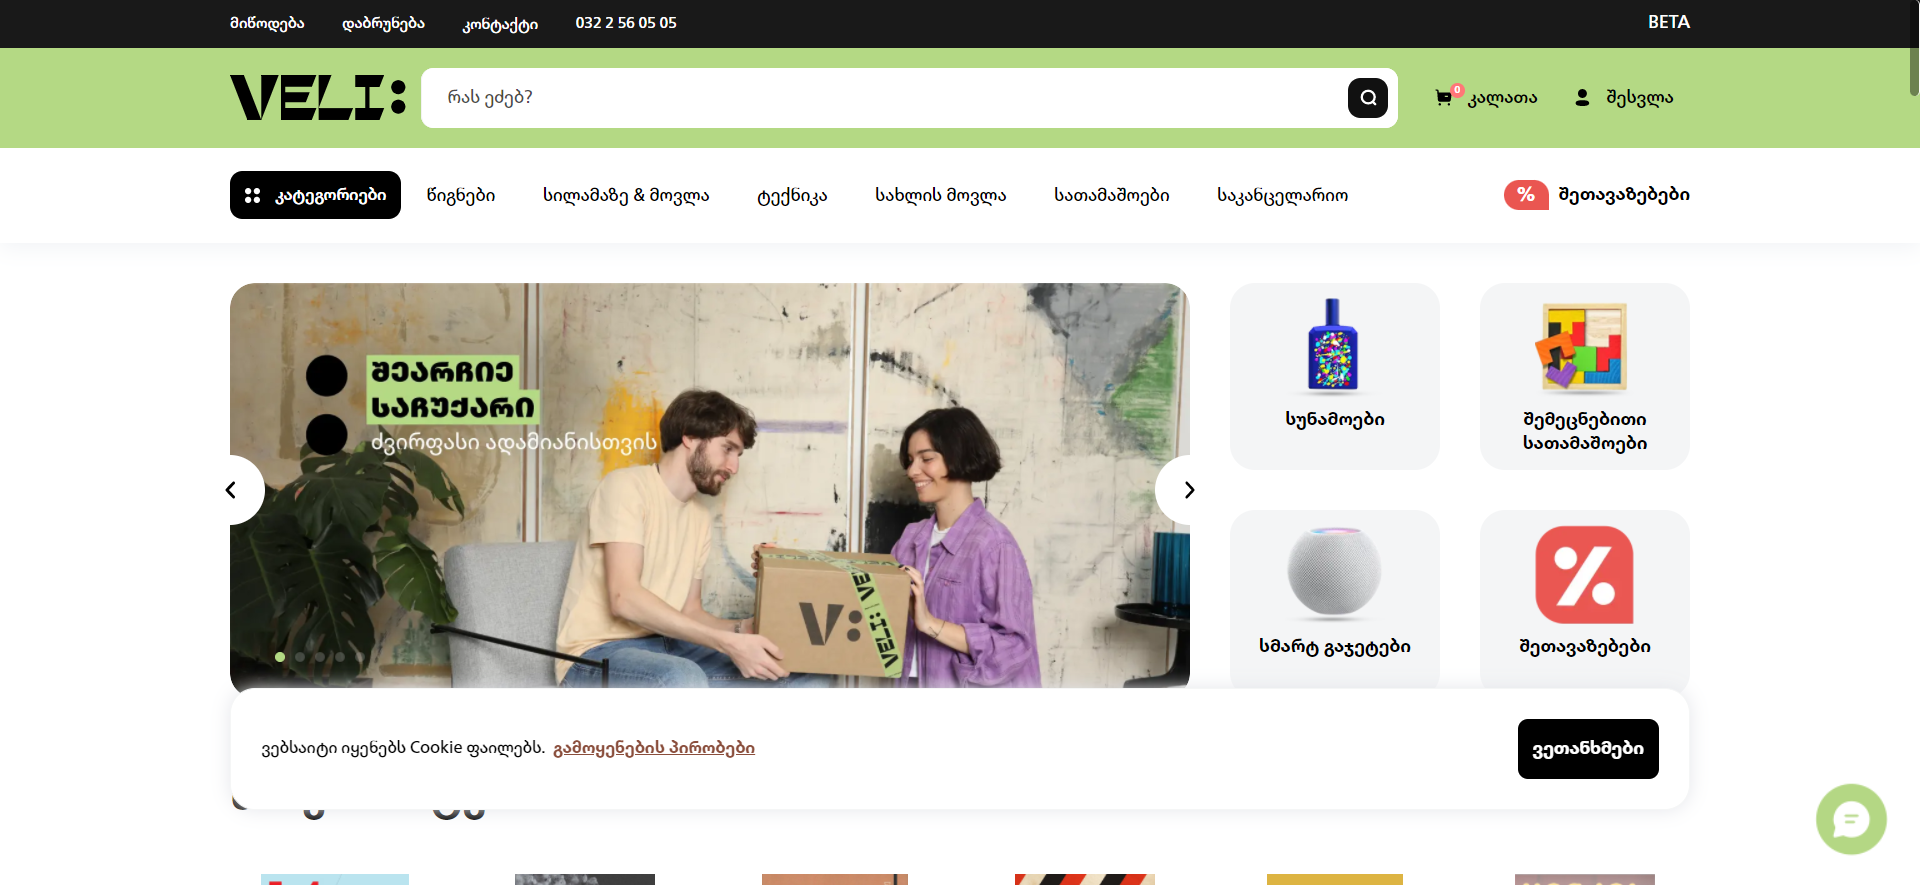 მიწოდება
დაბრუნება
კონტაქტი
032 2 56 05 05
BETA
VELI:
რას ეძებ?
0
კალათა
შესვლა
კატეგორიები
წიგნები
სილამაზე & მოვლა
ტექნიკა
სახლის მოვლა
სათამაშოები
საკანცელარიო
%
შეთავაზებები
შეარჩიე
საჩუქარი
ძვირფასი ადამიანისთვის
V:
VELI:
სუნამოები
შემეცნებითი
სათამაშოები
სმარტ გაჯეტები
%
შეთავაზებები
ვებსაიტი იყენებს Cookie ფაილებს. გამოყენების პირობები
ვეთანხმები